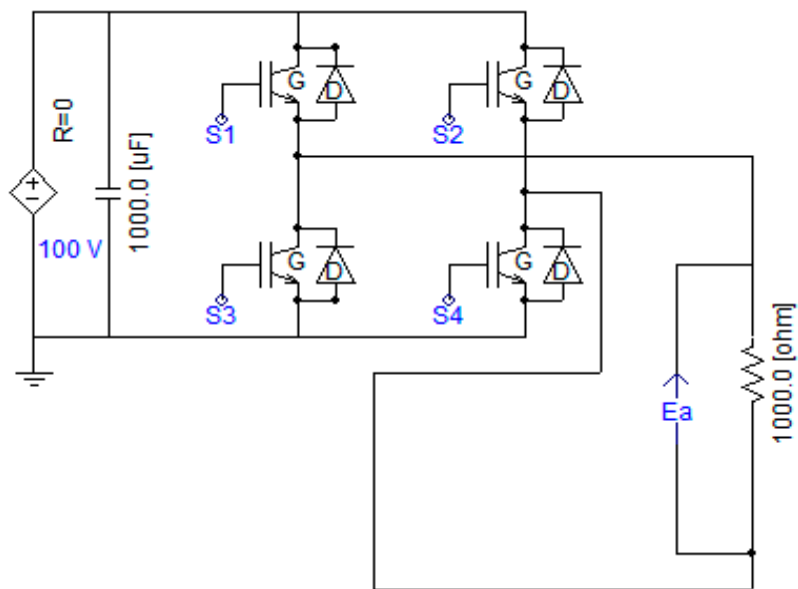 R=0
+
-
100 V
1000.0 [uF]
G
D
S1
G
D
S2
G
D
S3
G
D
S4
Ea
1000.0 [ohm]